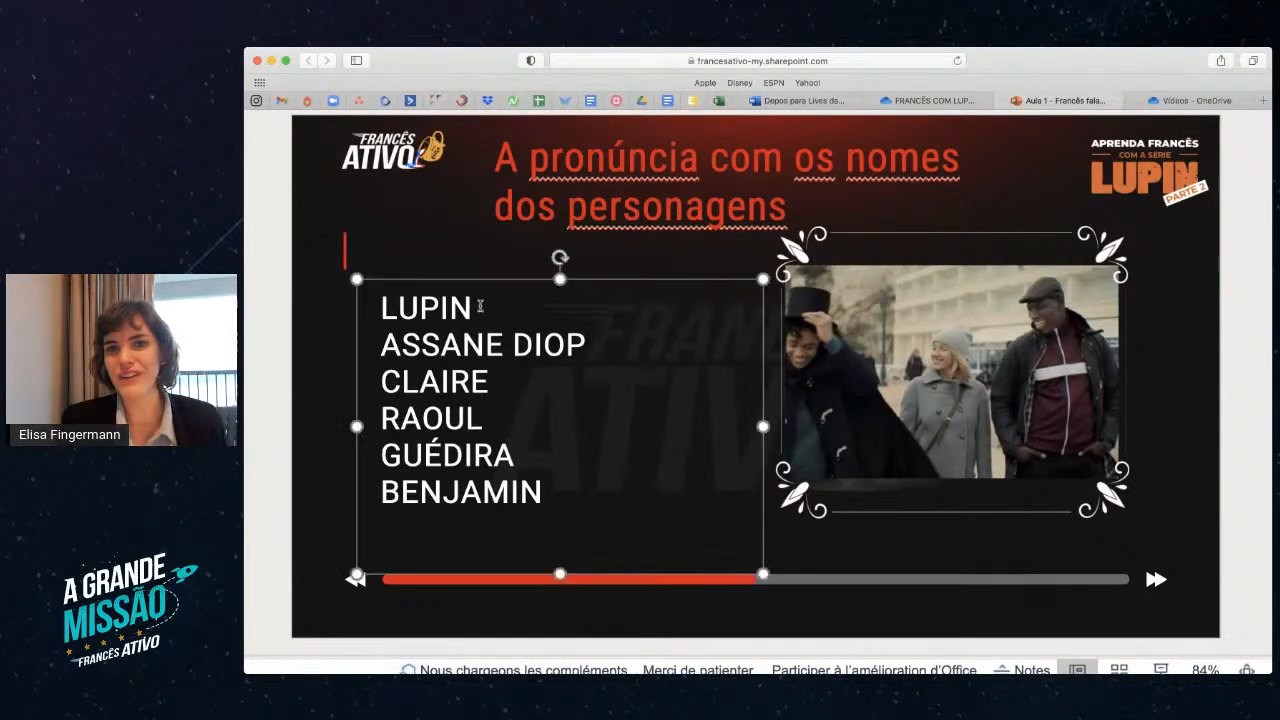 francesativo-my.sharepoint.com
Apple Disney ESPN Yahoo!
Depos para Lives da... FRANCÊS COM LUP... Aula 1 - Francês fala... Vídeos - OneDrive
FRANCÊS
ATIVO
A pronúncia com os nomes
dos personagens
APRENDA FRANCÊS
COM A SÉRIE
LUPIN
PARTE 2
LUPIN
ASSANE DIOP
CLAIRE
RAOUL
GUÉDIRA
BENJAMIN
FRANC
ATIV
Elisa Fingermann
A GRANDE
MISSÃO
FRANCÊS ATIVO
Nous chargeons les compléments. Merci de patienter. Participer à l'amélioration d'Office Notes 84%